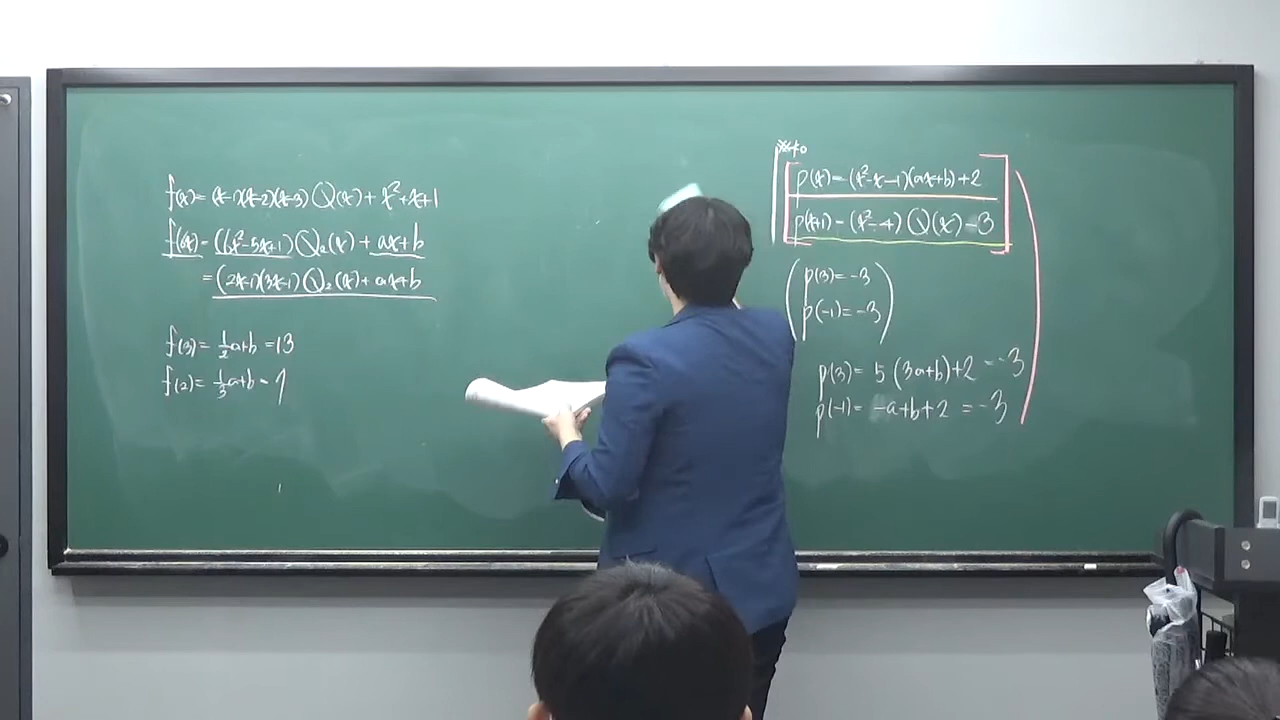 f(x) = (x-1)(x-2)(x-3) Q(x) + x²+x+1
f(6x) = (6x²-5x+1) Q₂(x) + ax+b
= (2x-1)(3x-1) Q₂(x) + ax+b
f(3) = ½a+b = 13
f(2) = ⅓a+b = 7
p(x) = (x²-x-1)(ax+b)+2
p(x+1) = (x²-4) Q(x) -3
p(3) = -3
p(-1) = -3
p(3) = 5 (3a+b)+2 = -3
p(-1) = -a+b+2 = -3